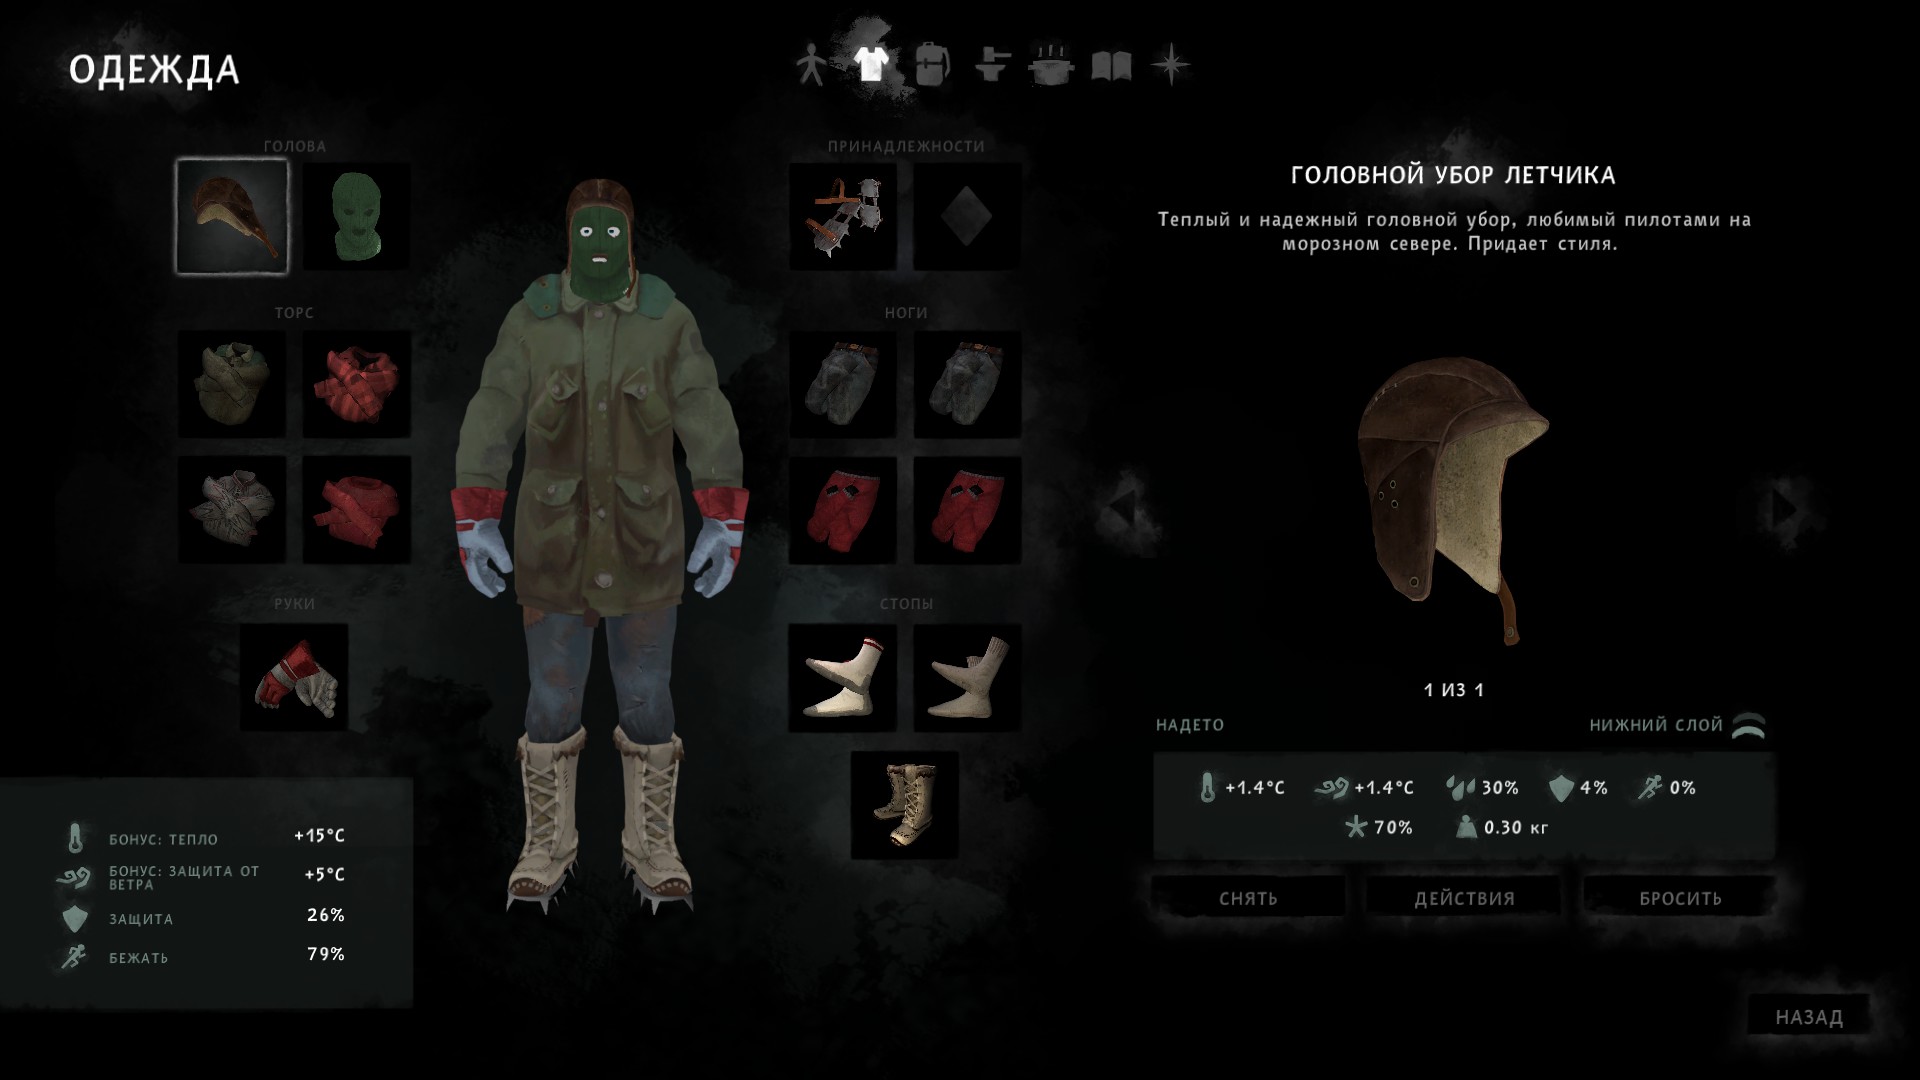 ОДЕЖДА
ГОЛОВА
ПРИНАДЛЕЖНОСТИ
ТОРС
НОГИ
РУКИ
СТОПЫ
БОНУС: ТЕПЛО +15°C
БОНУС: ЗАЩИТА ОТ
ВЕТРА +5°C
ЗАЩИТА 26%
БЕЖАТЬ 79%
ГОЛОВНОЙ УБОР ЛЕТЧИКА
Теплый и надежный головной убор, любимый пилотами на
морозном севере. Придает стиля.
1 ИЗ 1
НАДЕТО НИЖНИЙ СЛОЙ
+1.4°C +1.4°C 30% 4% 0%
70% 0.30 кг
СНЯТЬ ДЕЙСТВИЯ БРОСИТЬ
НАЗАД